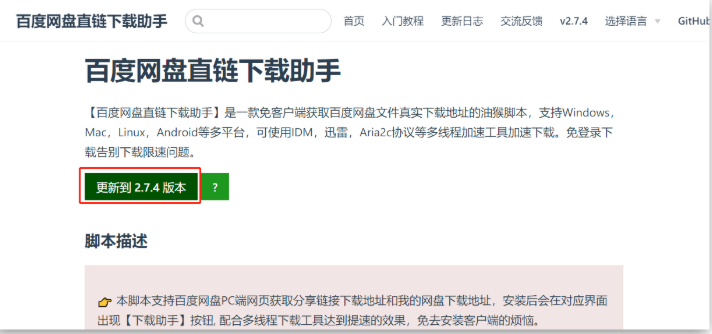 百度网盘直链下载助手 首页 入门教程 更新日志 交流反馈 v2.7.4 选择语言 GitHub
百度网盘直链下载助手
【百度网盘直链下载助手】是一款免客户端获取百度网盘文件真实下载地址的油猴脚本，支持Windows，
Mac，Linux，Android等多平台，可使用IDM，迅雷，Aria2c协议等多线程加速工具加速下载。免登录下
载告别下载限速问题。
更新到 2.7.4 版本 ?
脚本描述
👉 本脚本支持百度网盘PC端网页获取分享链接下载地址和我的网盘下载地址，安装后会在对应界面
出现【下载助手】按钮, 配合多线程下载工具达到提速的效果，免去安装客户端的烦恼。